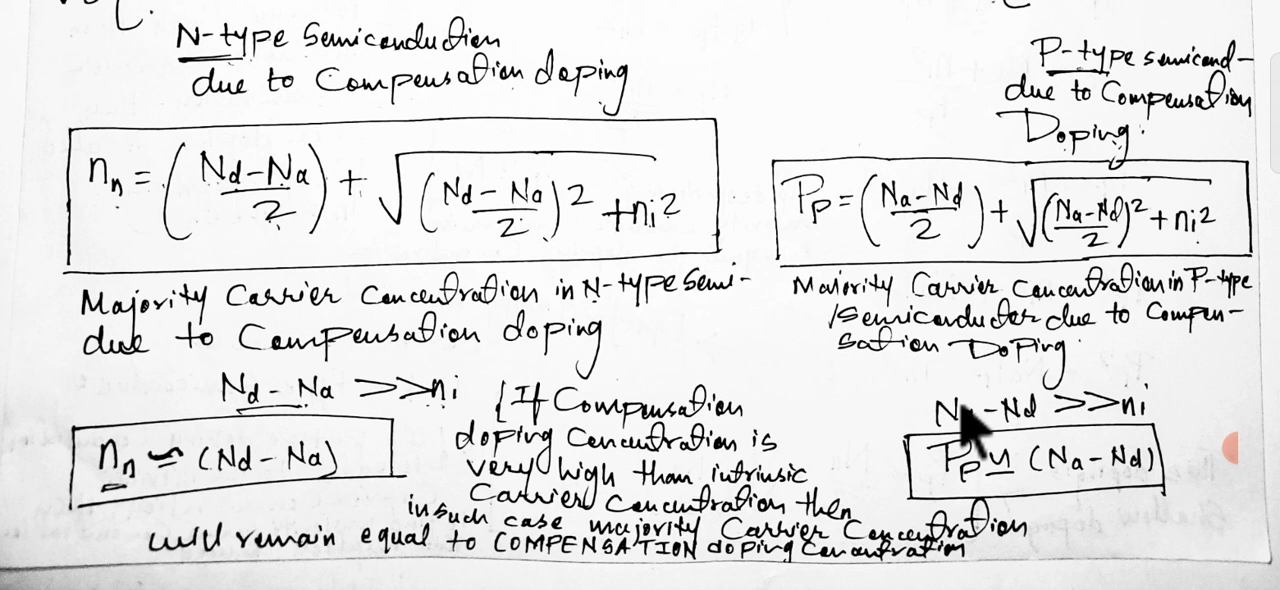 N-type Semiconduction
due to Compensation doping
n_n = (Nd-Na/2) + √(Nd-Na/2)2 +ni2
Majority Carrier Concentration in N-type Semi-
due to Compensation doping
Nd - Na >>ni
n_n ≃ (Nd - Na)
{If Compensation
doping Concentration is
very high than intrinsic
Carrier Concentration then
in such case majority Carrier Concentration
will remain equal to COMPENSATION doping Concentration
P-type semicond-
due to Compensation
Doping.
P_p = (Na-Nd/2) + √(Na-Nd/2)2 + ni2
Majority Carrier Concentration in P-type
Semiconductor due to Compen-
sation Doping.
-Nd >>ni
P_p ≃ (Na-Nd)